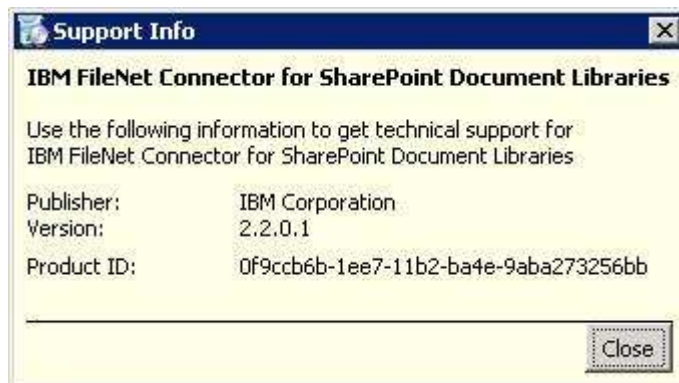 Support Info
IBM FileNet Connector for SharePoint Document Libraries
Use the following information to get technical support for
IBM FileNet Connector for SharePoint Document Libraries
Publisher: IBM Corporation
Version: 2.2.0.1
Product ID: 0f9ccb6b-1ee7-11b2-ba4e-9aba273256bb
Close